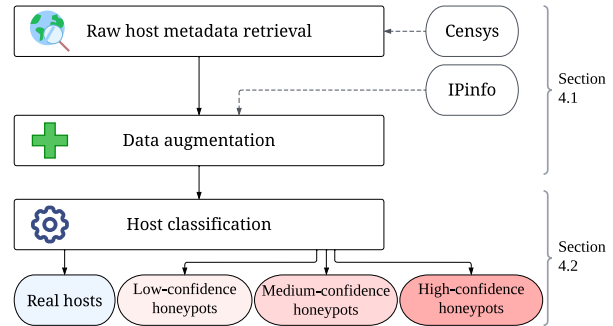 Raw host metadata retrieval
Censys
IPinfo
Section
4.1
Data augmentation
Host classification
Section
4.2
Real hosts
Low-confidence
honeypots
Medium-confidence
honeypots
High-confidence
honeypots